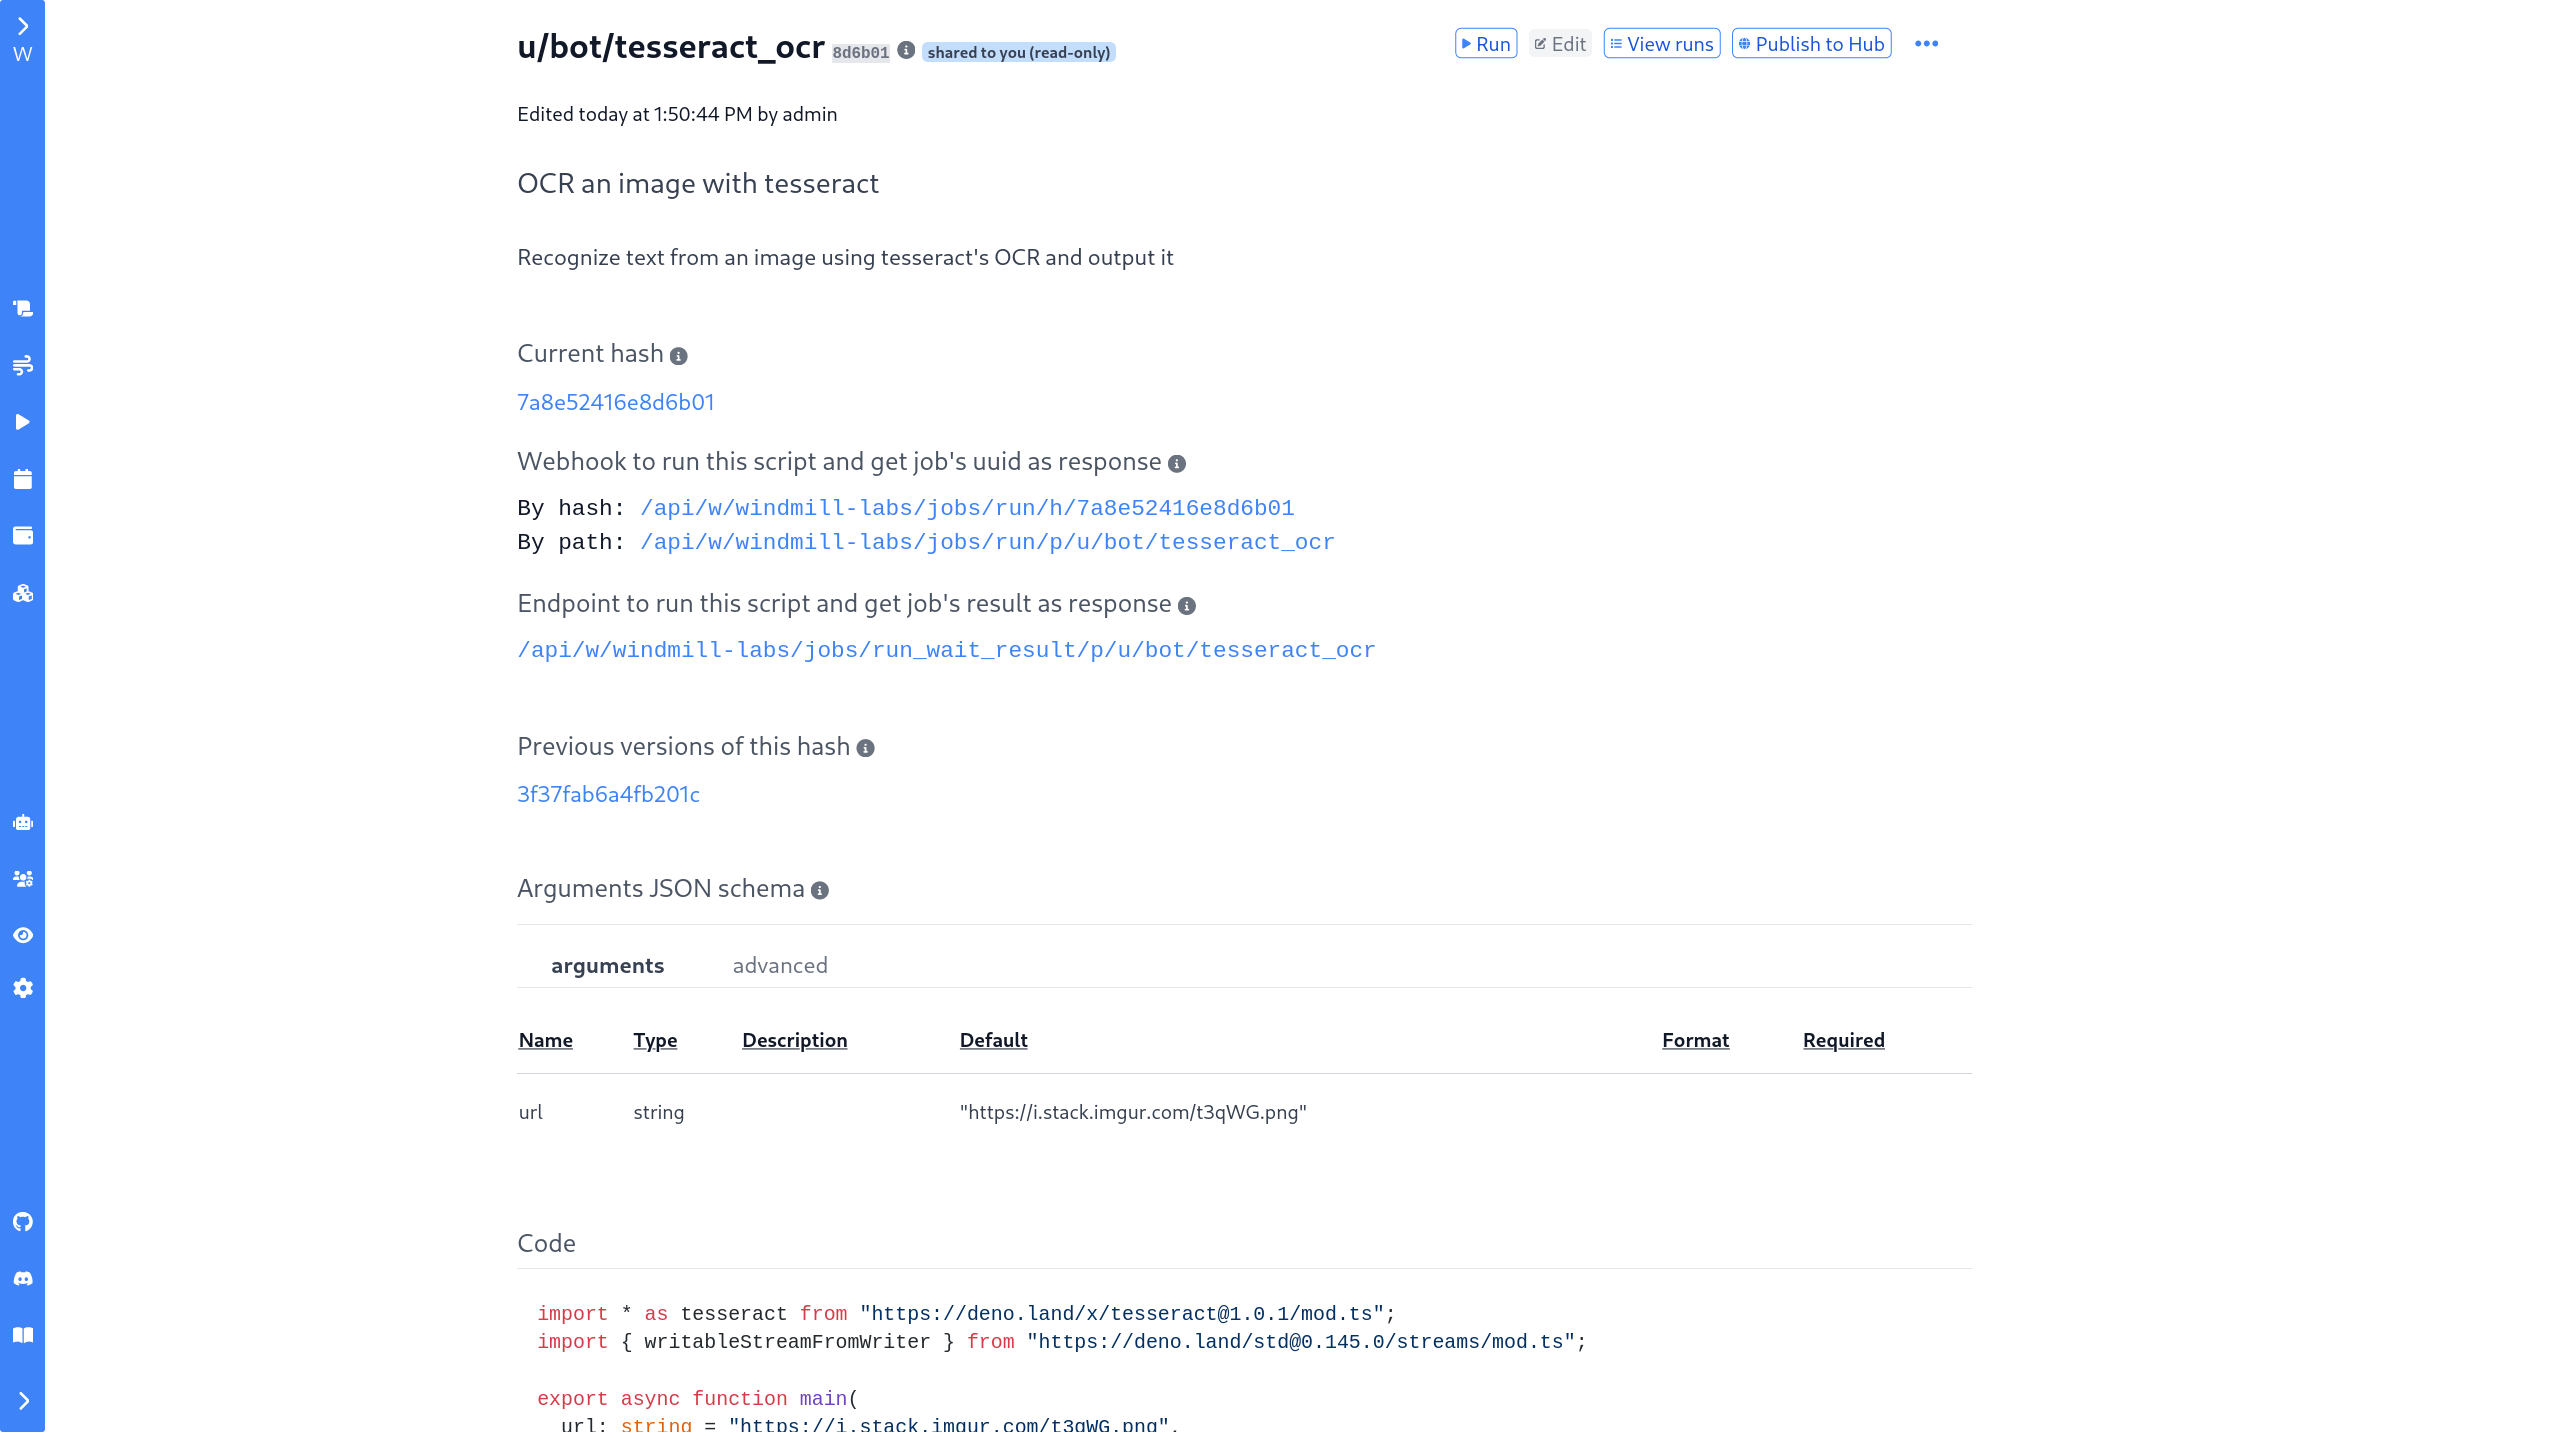 W
u/bot/tesseract_ocr 8d6b01 shared to you (read-only)
Run Edit View runs Publish to Hub
Edited today at 1:50:44 PM by admin
OCR an image with tesseract
Recognize text from an image using tesseract's OCR and output it
Current hash
7a8e52416e8d6b01
Webhook to run this script and get job's uuid as response
By hash: /api/w/windmill-labs/jobs/run/h/7a8e52416e8d6b01
By path: /api/w/windmill-labs/jobs/run/p/u/bot/tesseract_ocr
Endpoint to run this script and get job's result as response
/api/w/windmill-labs/jobs/run_wait_result/p/u/bot/tesseract_ocr
Previous versions of this hash
3f37fab6a4fb201c
Arguments JSON schema
arguments advanced
Name Type Description Default Format Required
url string "https://i.stack.imgur.com/t3qWG.png"
Code
import * as tesseract from "https://deno.land/x/tesseract@1.0.1/mod.ts";
import { writableStreamFromWriter } from "https://deno.land/std@0.145.0/streams/mod.ts";
export async function main(
url: string = "https://i.stack.imgur.com/t3qWG.png",